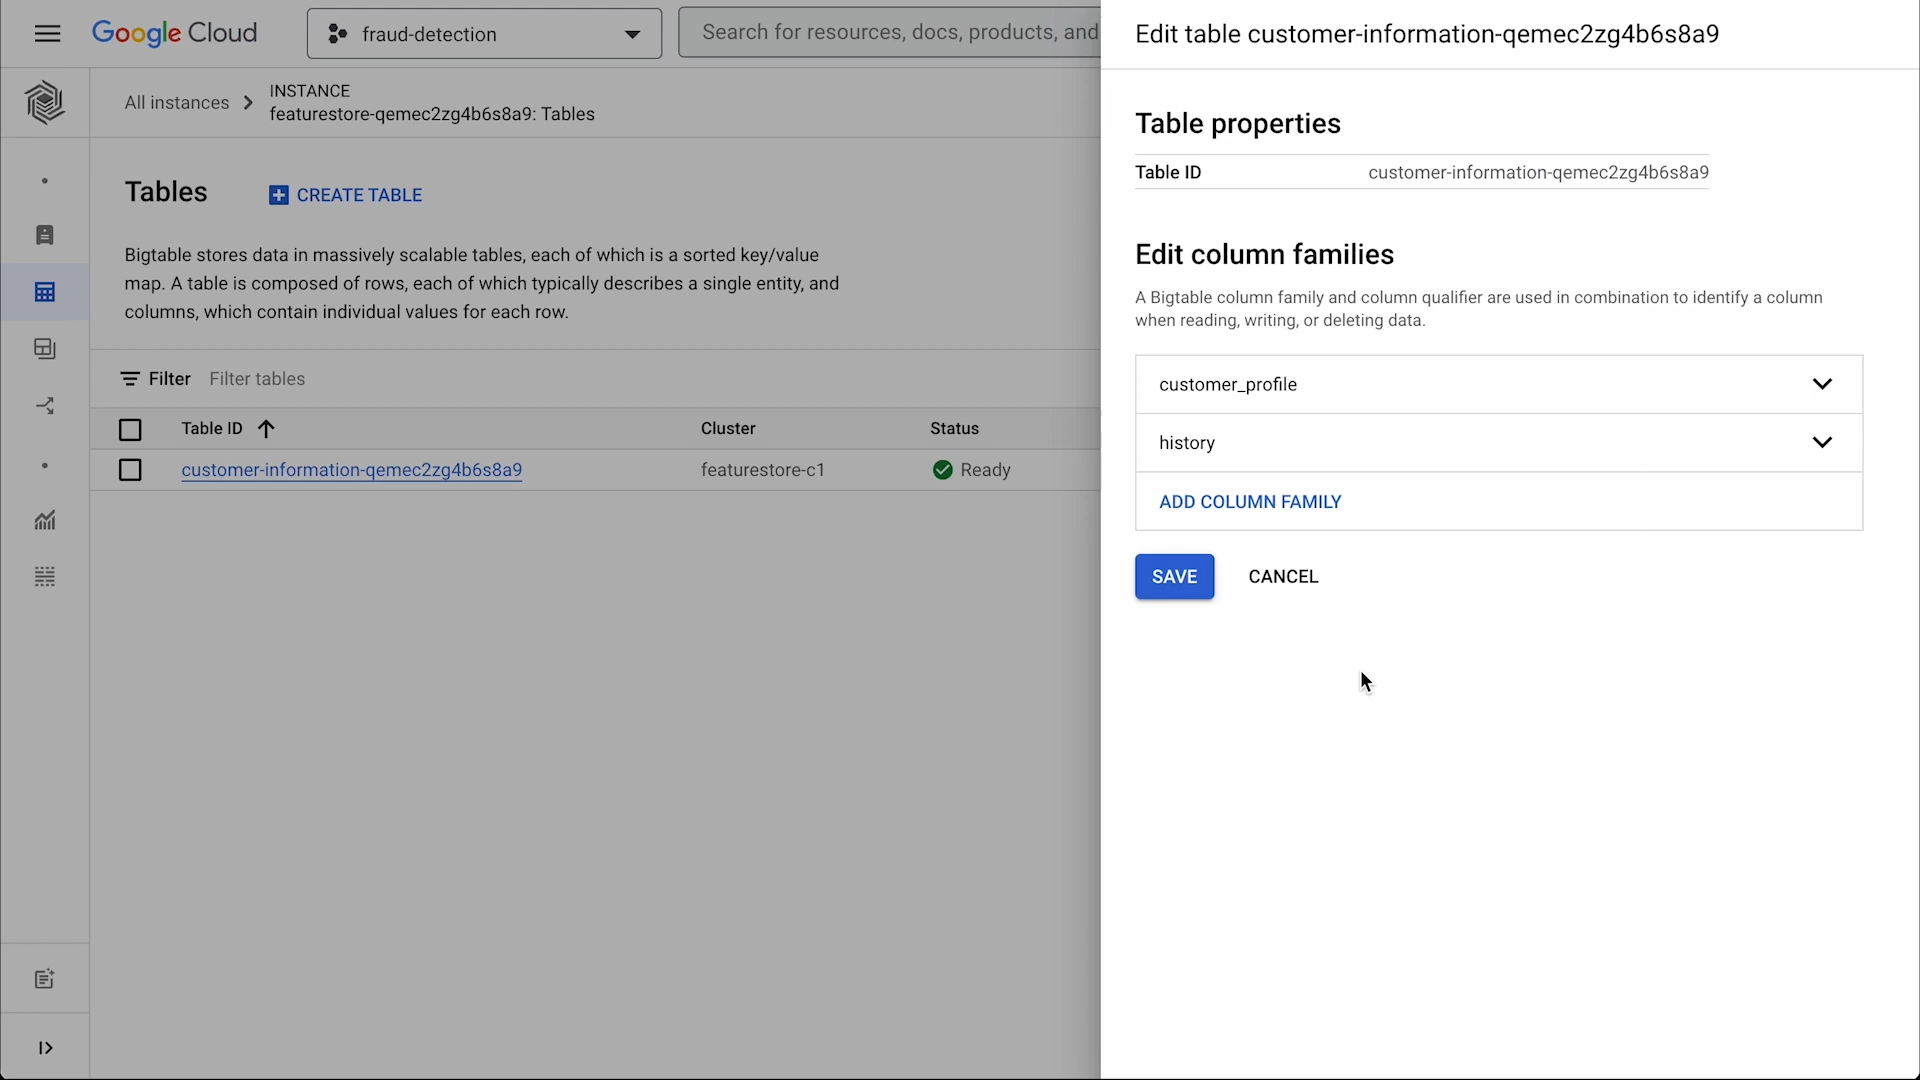 Google Cloud
fraud-detection
Search for resources, docs, products, and
All instances
INSTANCE
featurestore-qemec2zg4b6s8a9: Tables
Tables
CREATE TABLE
Bigtable stores data in massively scalable tables, each of which is a sorted key/value
map. A table is composed of rows, each of which typically describes a single entity, and
columns, which contain individual values for each row.
Filter Filter tables
Table ID Cluster Status
customer-information-qemec2zg4b6s8a9 featurestore-c1 Ready
Edit table customer-information-qemec2zg4b6s8a9
Table properties
Table ID customer-information-qemec2zg4b6s8a9
Edit column families
A Bigtable column family and column qualifier are used in combination to identify a column
when reading, writing, or deleting data.
customer_profile
history
ADD COLUMN FAMILY
SAVE CANCEL